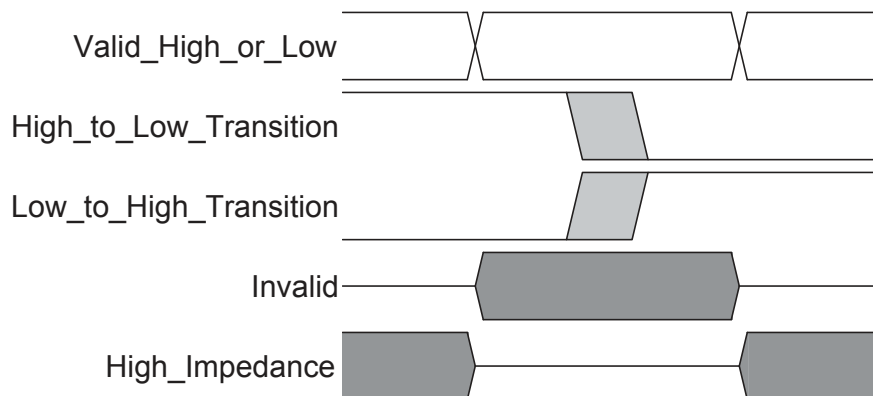 Valid_High_or_Low
High_to_Low_Transition
Low_to_High_Transition
Invalid
High_Impedance